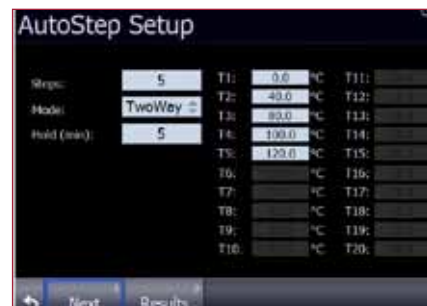 AutoStep Setup
Steps: 5 T1: 0.0 °C T11:
Mode: TwoWay T2: 40.0 °C T12:
Hold (min): 5 T3: 80.0 °C T13:
T4: 100.0 °C T14:
T5: 120.0 °C T15:
T6: °C T16:
T7: °C T17:
T8: °C T18:
T9: °C T19:
T10: °C T20:
Next Results